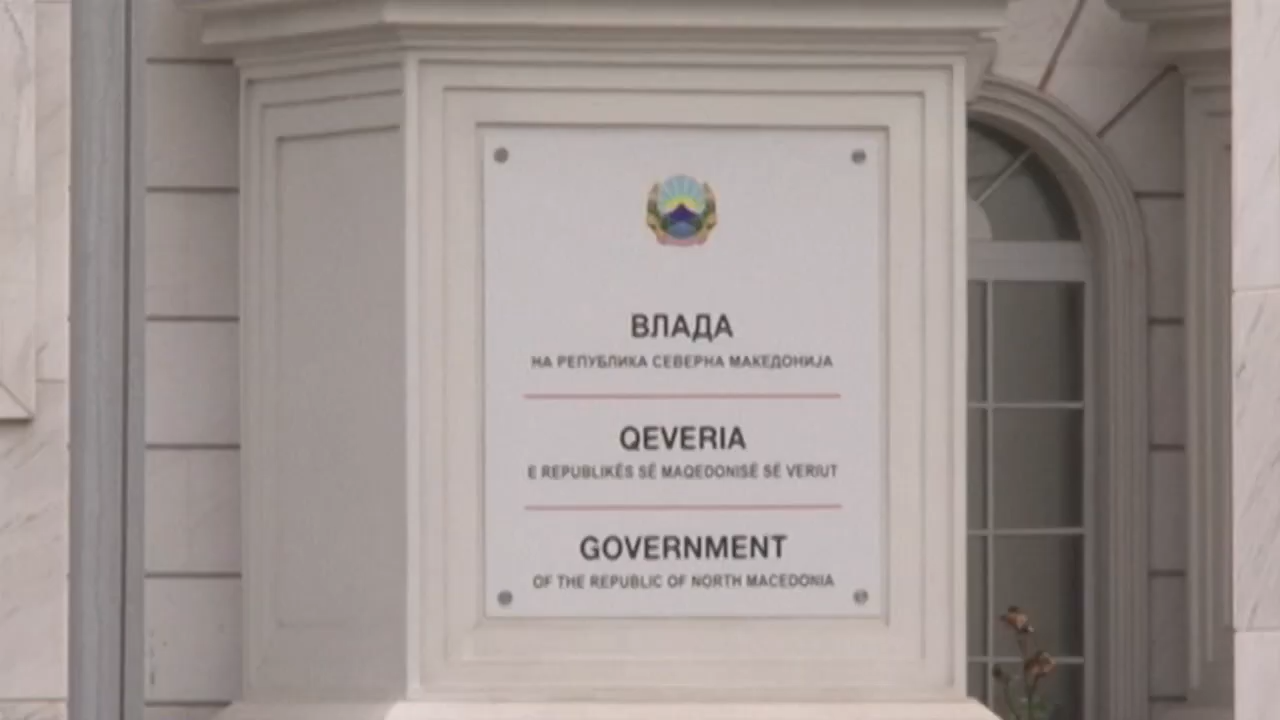 ВЛАДА
НА РЕПУБЛИКА СЕВЕРНА МАКЕДОНИЈА
QEVERIA
E REPUBLIKËS SË MAQEDONISË SË VERIUT
GOVERNMENT
OF THE REPUBLIC OF NORTH MACEDONIA